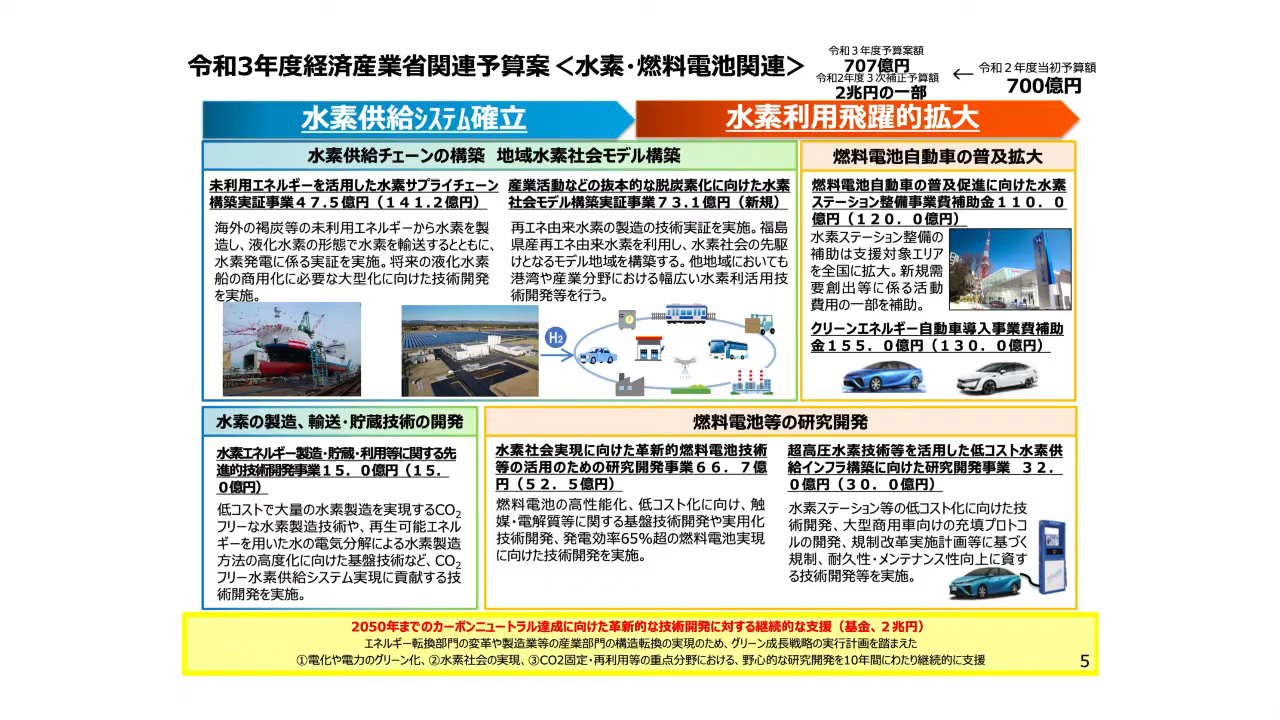 令和3年度経済産業省関連予算案＜水素・燃料電池関連＞
令和３年度予算案額
707億円
令和2年度３次補正予算額
2兆円の一部
←
令和２年度当初予算額
700億円
水素供給ｼｽﾃﾑ確立
水素利用飛躍的拡大
水素供給チェーンの構築　地域水素社会モデル構築
未利用エネルギーを活用した水素サプライチェーン
構築実証事業４７.５億円（１４１.２億円）
海外の褐炭等の未利用エネルギーから水素を製
造し、液化水素の形態で水素を輸送するとともに、
水素発電に係る実証を実施。将来の液化水素
船の商用化に必要な大型化に向けた技術開発
を実施。
産業活動などの抜本的な脱炭素化に向けた水素
社会モデル構築実証事業７３.１億円（新規）
再エネ由来水素の製造の技術実証を実施。福島
県産再エネ由来水素を利用し、水素社会の先駆
けとなるモデル地域を構築する。他地域においても
港湾や産業分野における幅広い水素利活用技
術開発等を行う。
H2
燃料電池自動車の普及拡大
燃料電池自動車の普及促進に向けた水素
ステーション整備事業費補助金１１０．０
億円（１２０．０億円）
水素ステーション整備の
補助は支援対象エリア
を全国に拡大。新規需
要創出等に係る活動
費用の一部を補助。
クリーンエネルギー自動車導入事業費補助
金１５５．０億円（１３０．０億円）
水素の製造、輸送・貯蔵技術の開発
水素エネルギー製造・貯蔵・利用等に関する先
進的技術開発事業１５．０億円（１５．
０億円）
低コストで大量の水素製造を実現するCO2
フリーな水素製造技術や、再生可能エネル
ギーを用いた水の電気分解による水素製造
方法の高度化に向けた基盤技術など、CO2
フリー水素供給システム実現に貢献する技
術開発を実施。
燃料電池等の研究開発
水素社会実現に向けた革新的燃料電池技術
等の活用のための研究開発事業６６．７億
円（５２．５億円）
燃料電池の高性能化、低コスト化に向け、触
媒・電解質等に関する基盤技術開発や実用化
技術開発、発電効率65%超の燃料電池実現
に向けた技術開発を実施。
超高圧水素技術等を活用した低コスト水素供
給インフラ構築に向けた研究開発事業　３２．
０億円（３０．０億円）
水素ステーション等の低コスト化に向けた技
術開発、大型商用車向けの充填プロトコ
ルの開発、規制改革実施計画等に基づく
規制、耐久性・メンテナンス性向上に資す
る技術開発等を実施。
2050年までのカーボンニュートラル達成に向けた革新的な技術開発に対する継続的な支援（基金、２兆円）
エネルギー転換部門の変革や製造業等の産業部門の構造転換の実現のため、グリーン成長戦略の実行計画を踏まえた
①電化や電力のグリーン化、②水素社会の実現、③CO2固定・再利用等の重点分野における、野心的な研究開発を10年間にわたり継続的に支援
5